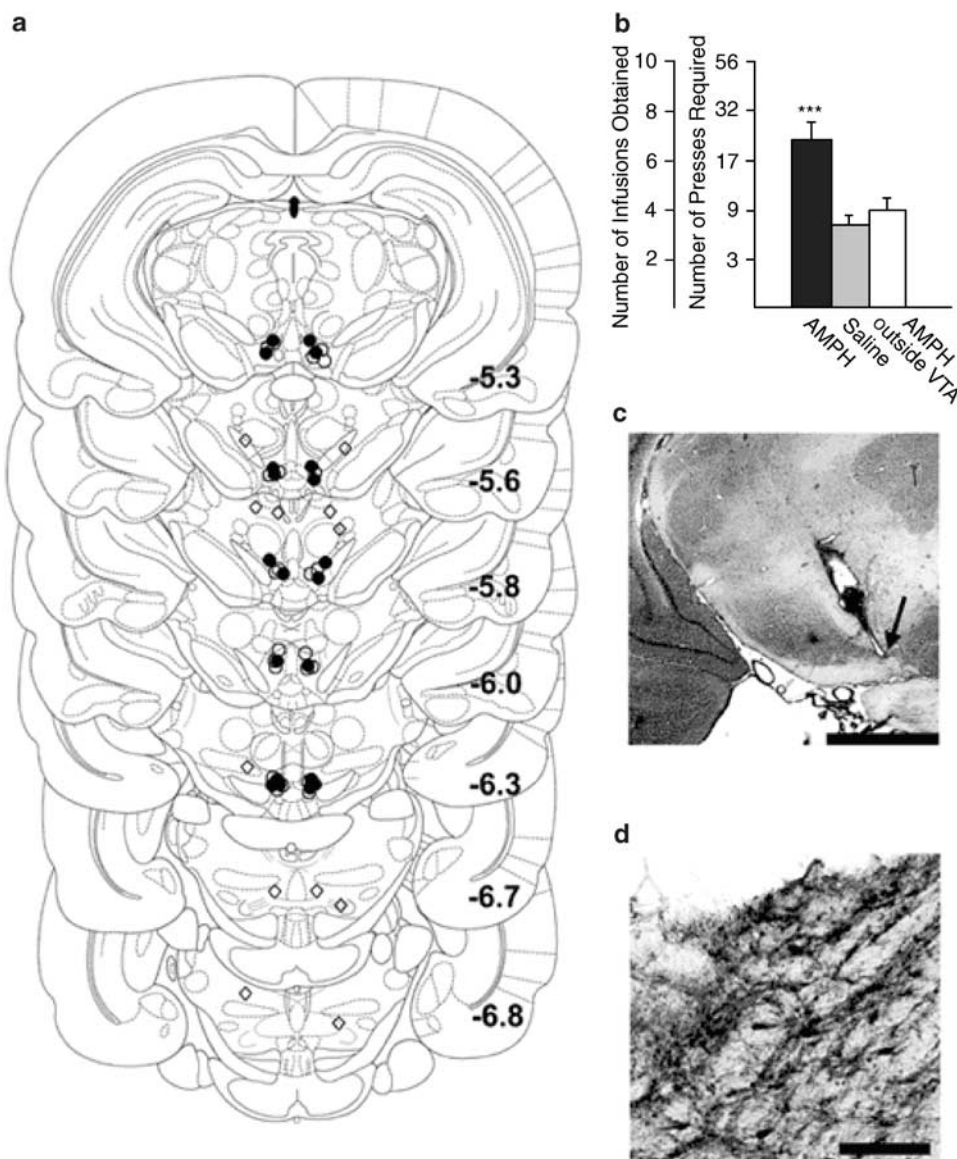 a
-5.3
-5.6
-5.8
-6.0
-6.3
-6.7
-6.8
b
Number of Infusions Obtained
10
8
6
4
2
Number of Presses Required
56
32
17
9
3
***
AMPH
Saline
AMPH
outside VTA
c
d